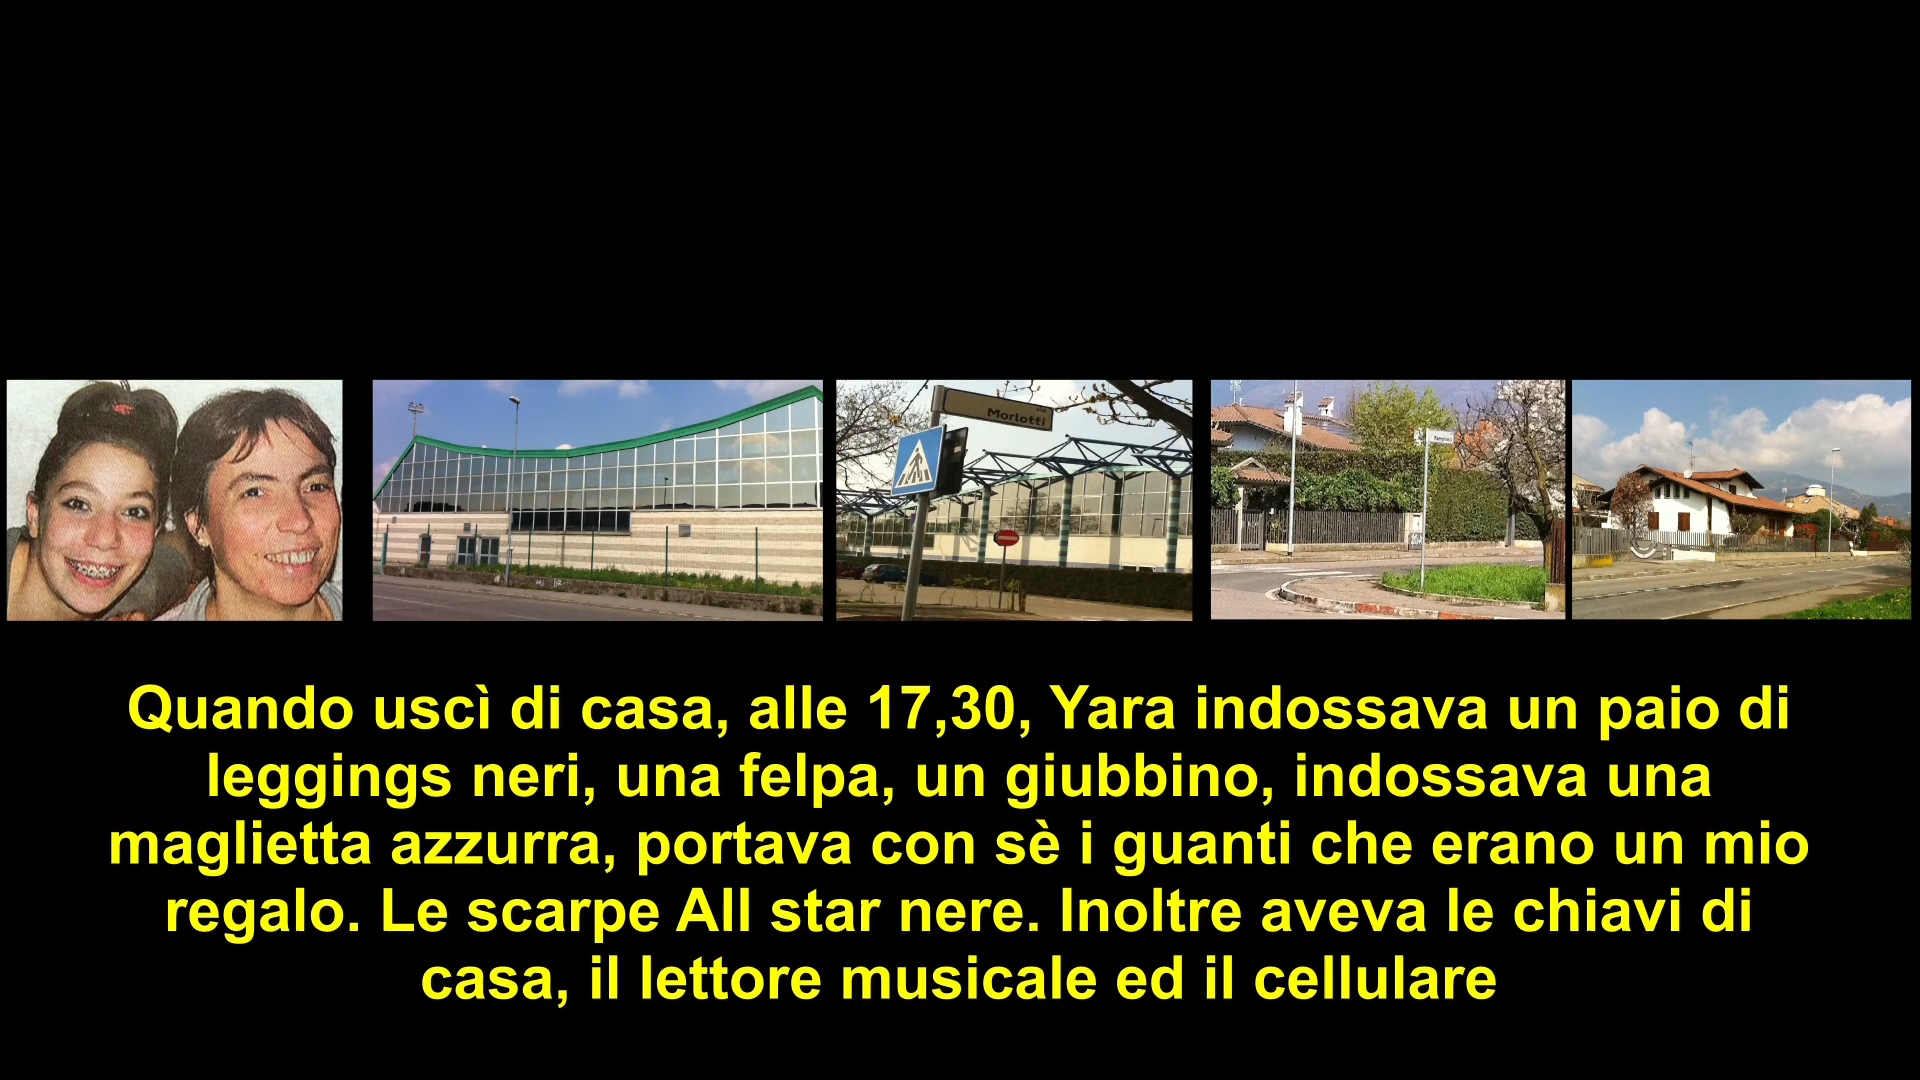 via
Morlotti
Rampinelli
Quando uscì di casa, alle 17,30, Yara indossava un paio di
leggings neri, una felpa, un giubbino, indossava una
maglietta azzurra, portava con sè i guanti che erano un mio
regalo. Le scarpe All star nere. Inoltre aveva le chiavi di
casa, il lettore musicale ed il cellulare